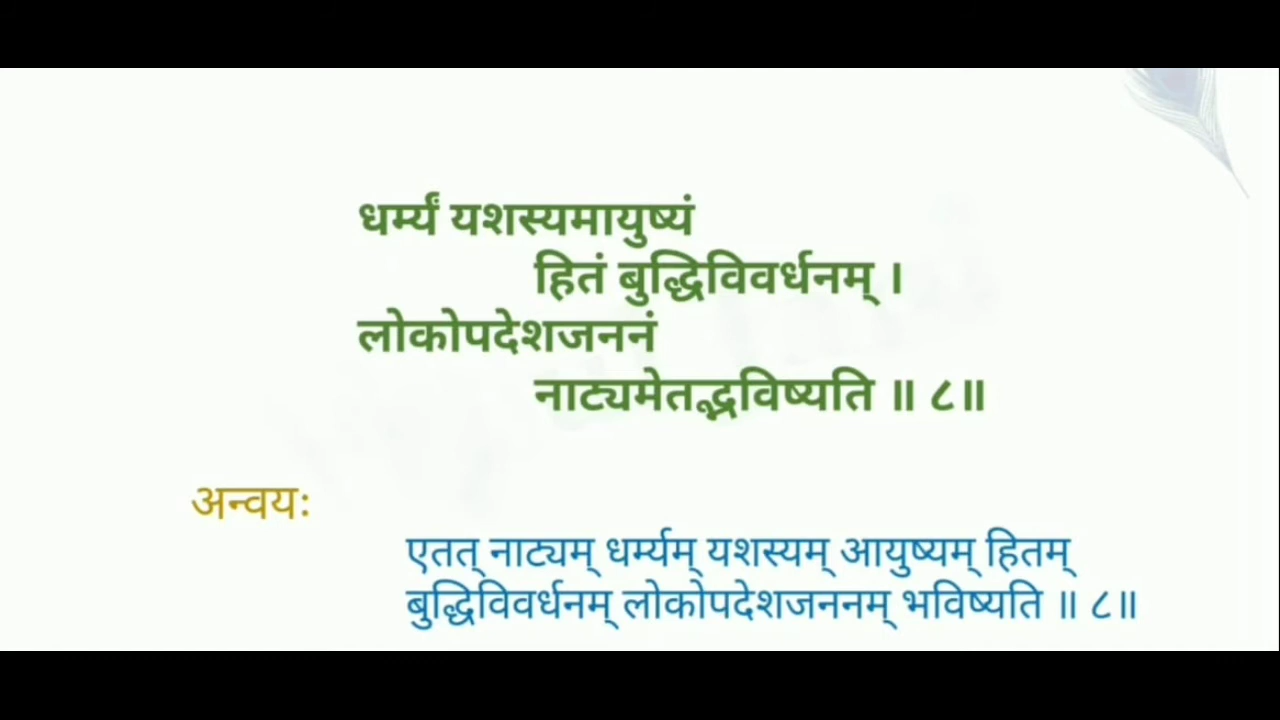 धर्म्यं यशस्यमायुष्यं
हितं बुद्धिविवर्धनम् ।
लोकोपदेशजननं
नाट्यमेतद्भविष्यति ॥ ८॥
अन्वयः
एतत् नाट्यम् धर्म्यम् यशस्यम् आयुष्यम् हितम्
बुद्धिविवर्धनम् लोकोपदेशजननम् भविष्यति ॥ ८॥